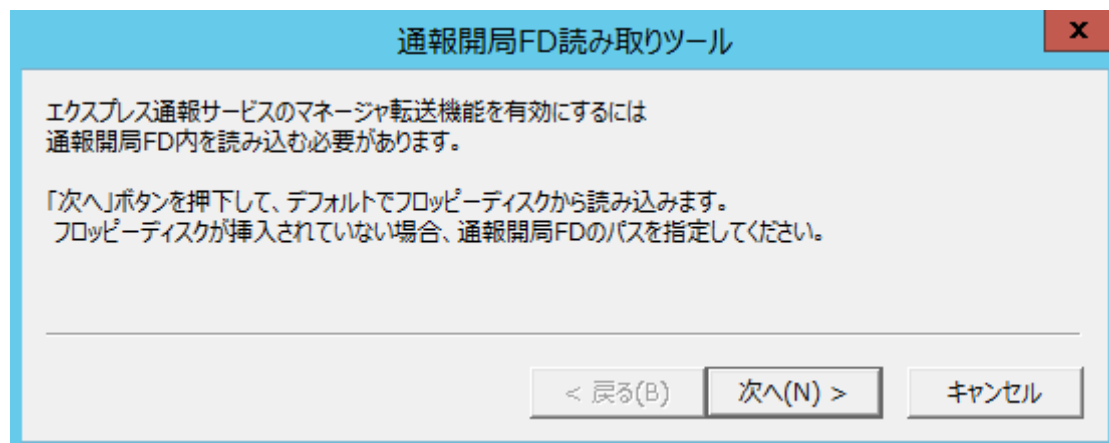 通報開局FD読み取りツール
x
エクスプレス通報サービスのマネージャ転送機能を有効にするには
通報開局FD内を読み込む必要があります。
「次へ」ボタンを押下して、デフォルトでフロッピーディスクから読み込みます。
フロッピーディスクが挿入されていない場合、通報開局FDのパスを指定してください。
< 戻る(B)
次へ(N) >
キャンセル